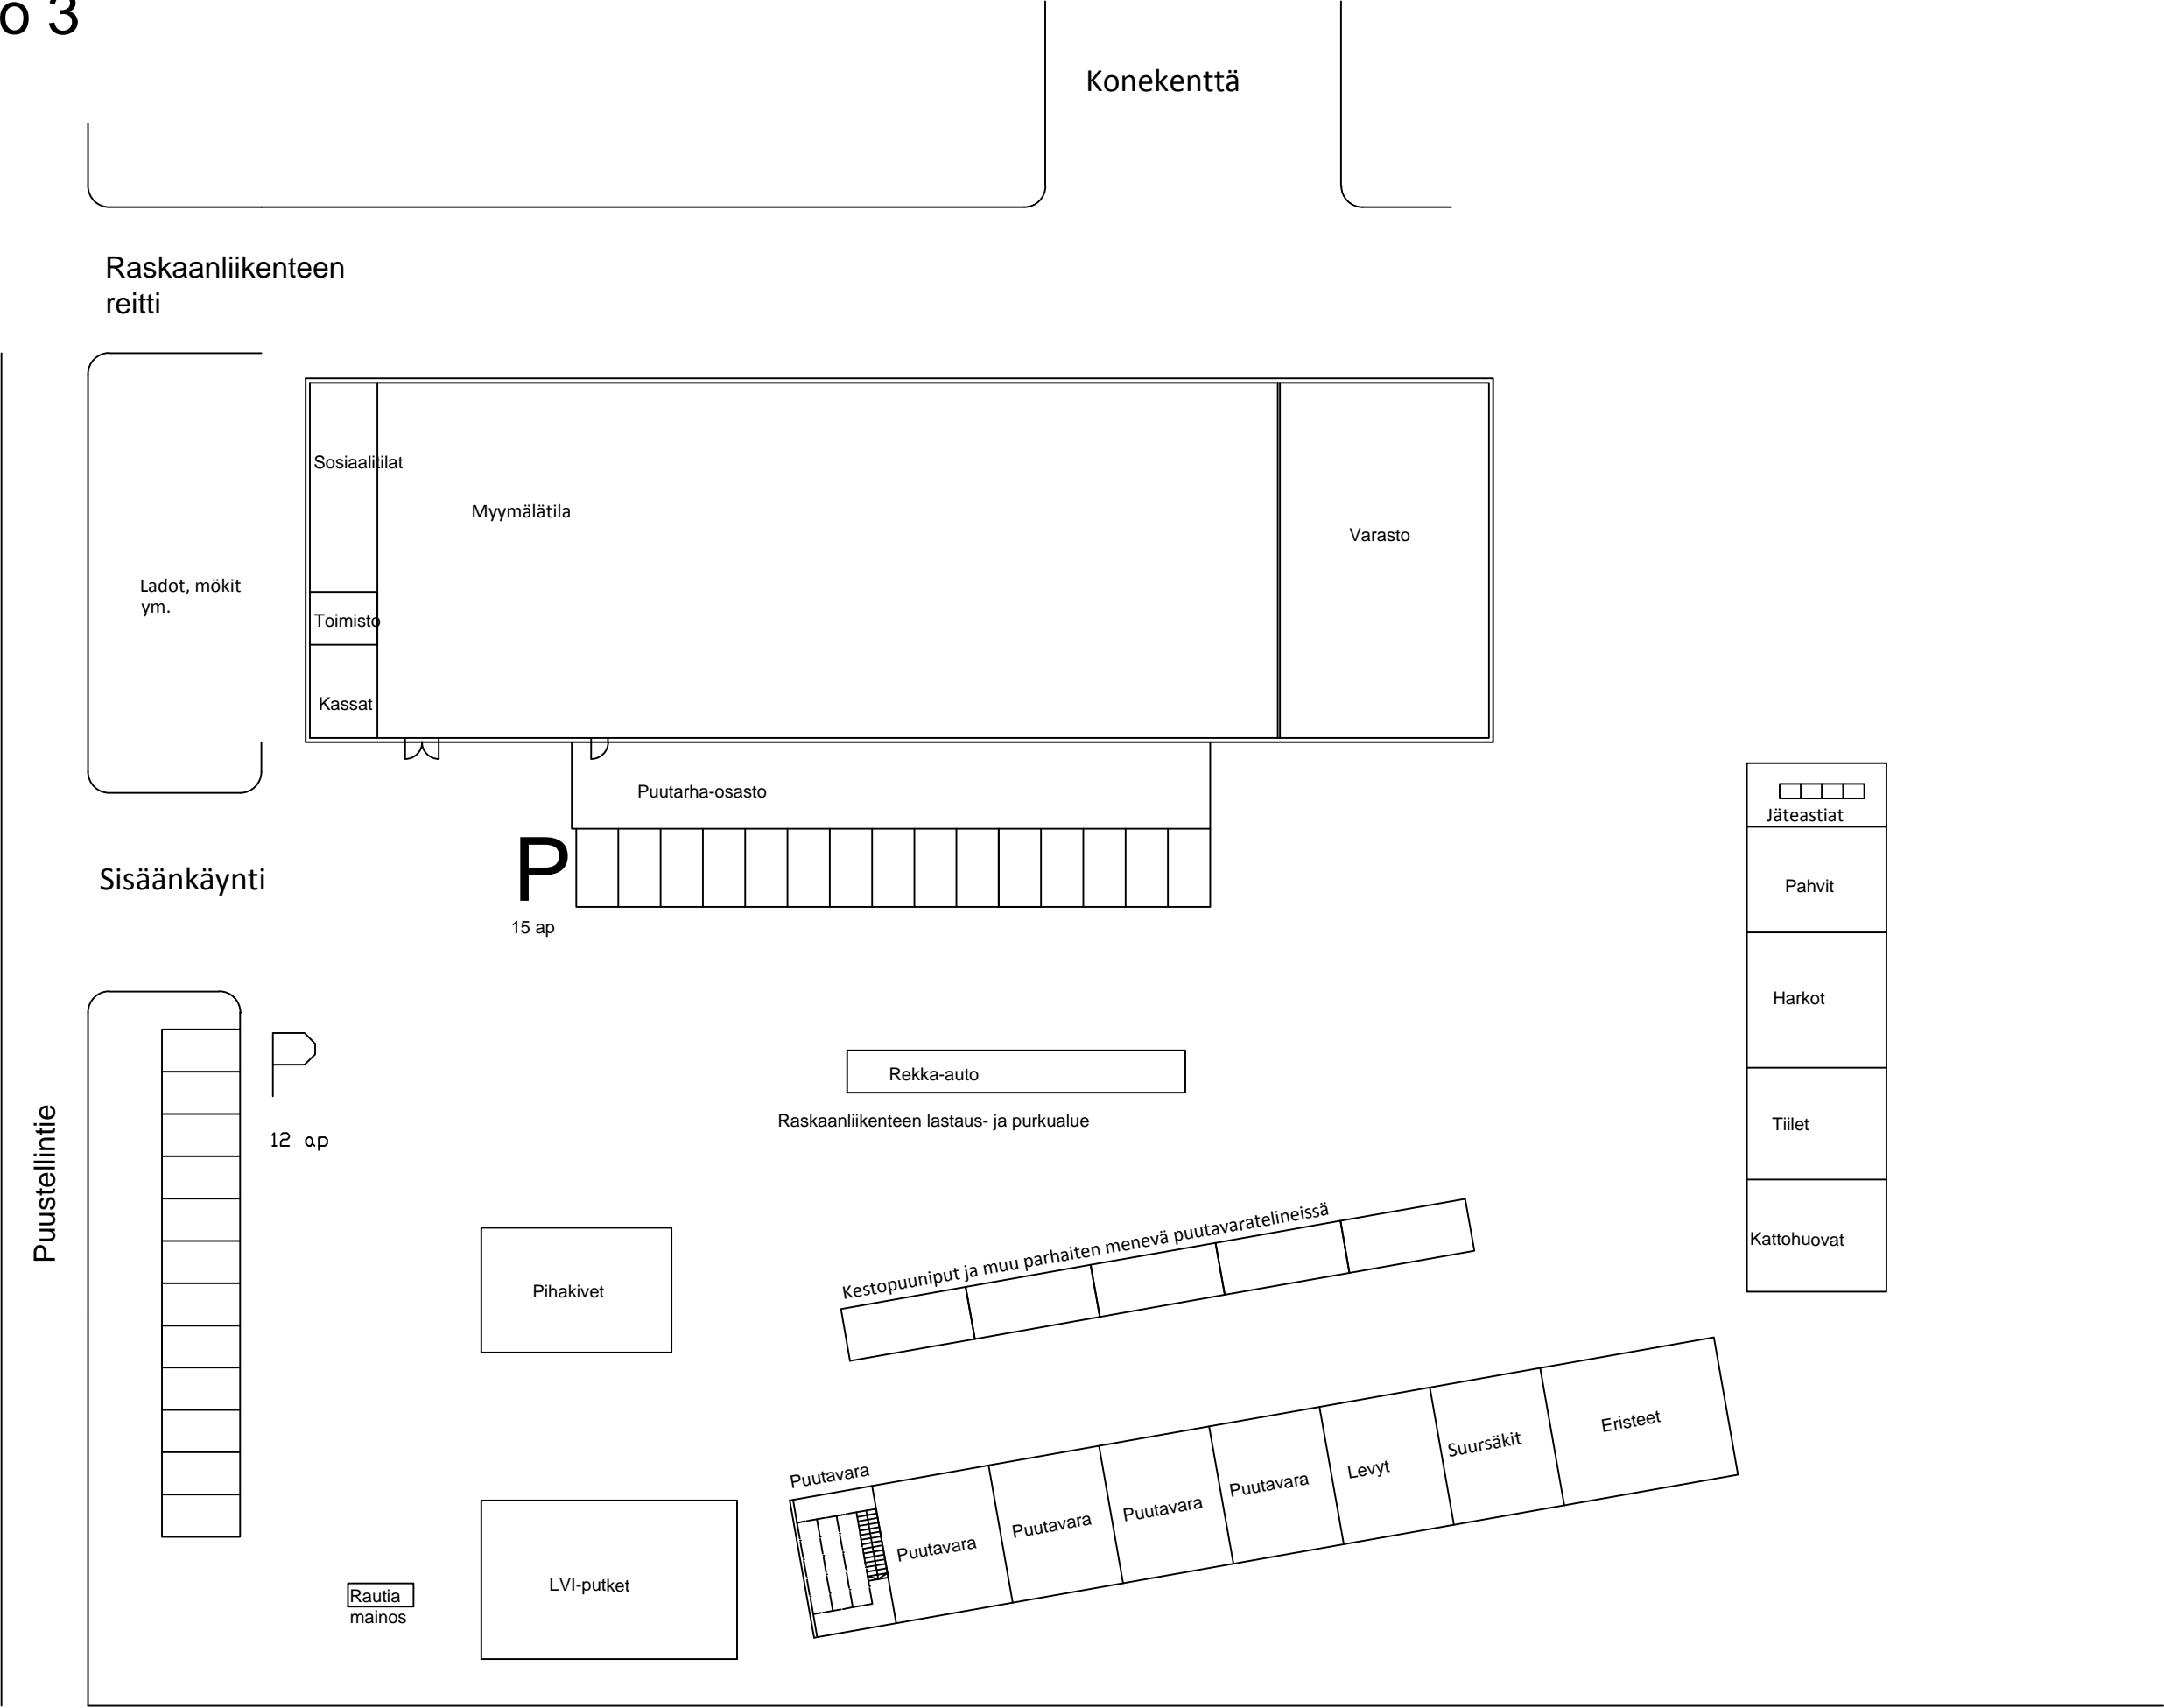 o 3
Konekenttä
Raskaanliikenteen
reitti
Sosiaalitilat
Myymälätila
Varasto
Ladot, mökit
ym.
Toimisto
Kassat
Puutarha-osasto
Jäteastiat
P
15 ap
Sisäänkäynti
Pahvit
Harkot
P
12 ap
Rekka-auto
Raskaanliikenteen lastaus- ja purkualue
Tiilet
Puustellintie
Kestopuuniput ja muu parhaiten menevä puutavaratelineissä
Kattohuovat
Pihakivet
Puutavara
Puutavara
Puutavara
Puutavara
Puutavara
Levyt
Suursäkit
Eristeet
LVI-putket
Rautia
mainos